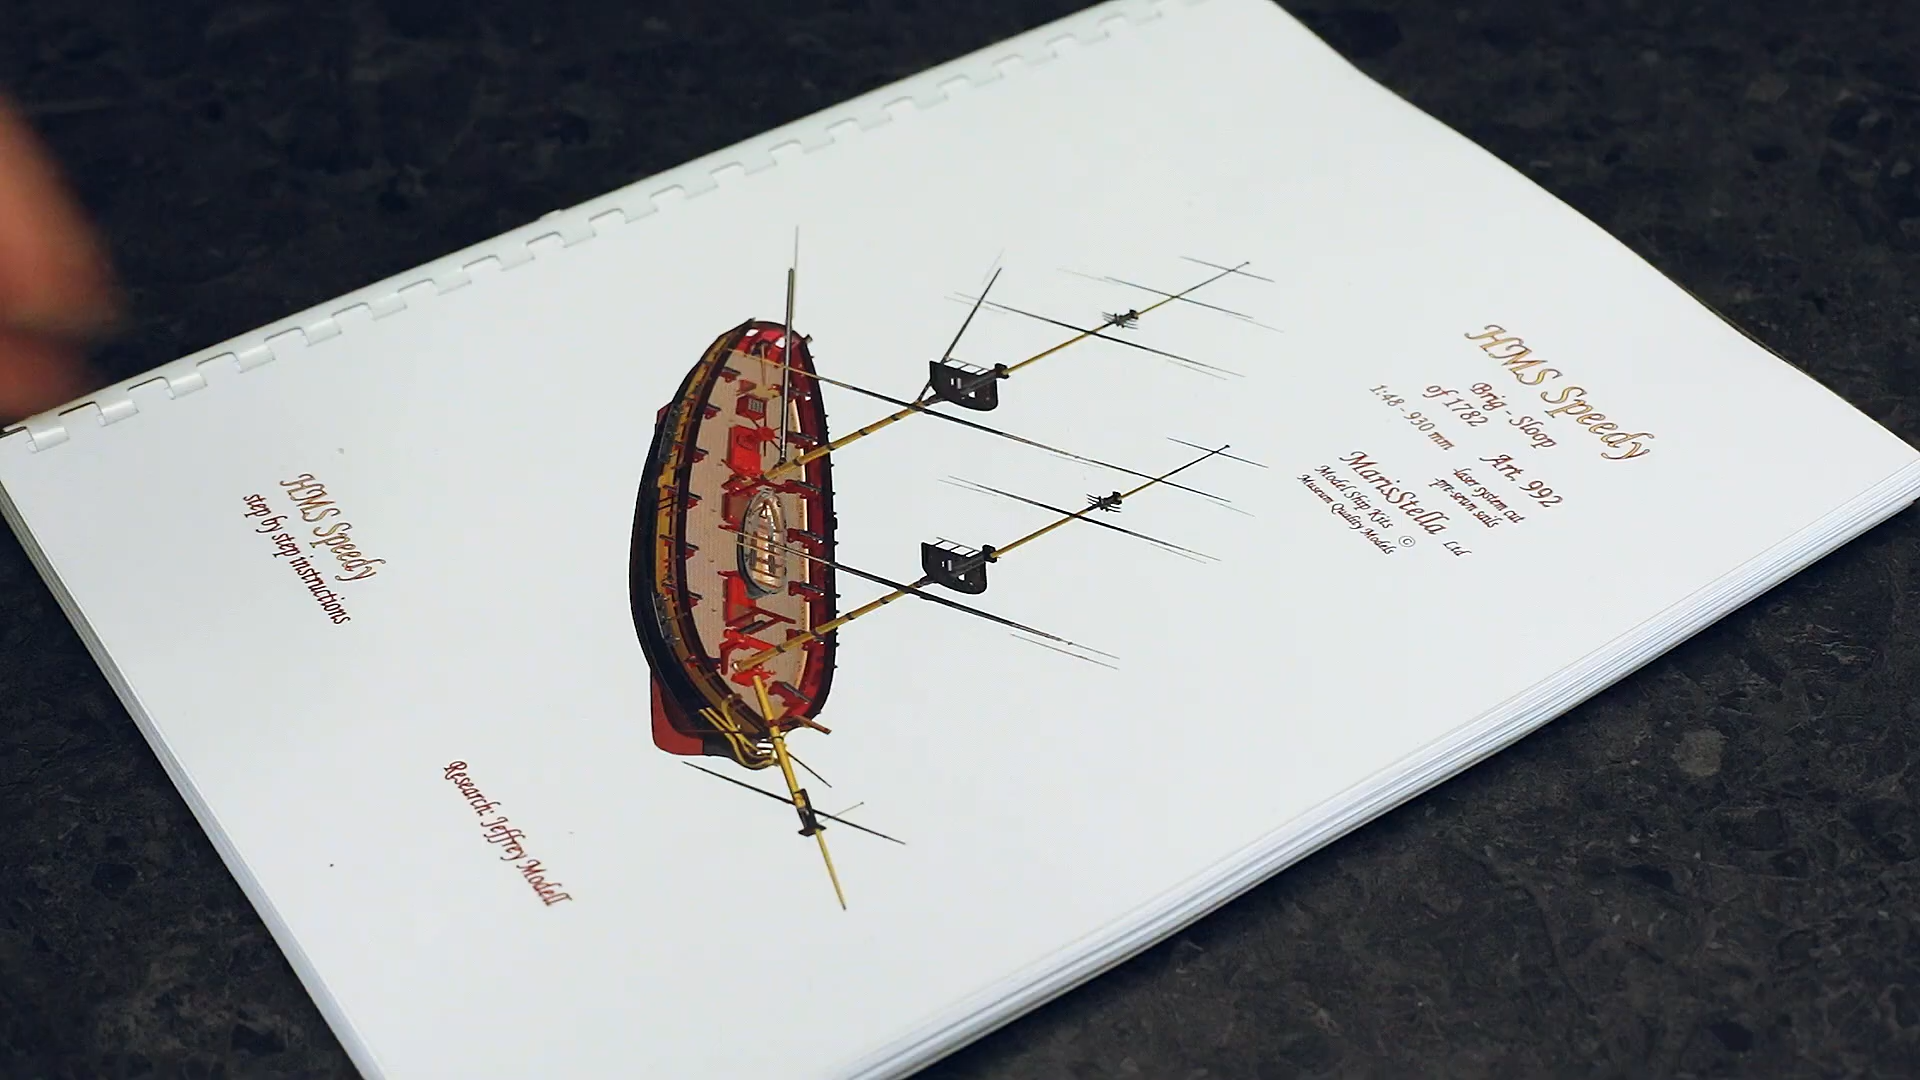 HMS Speedy
Brig - Sloop
of 1782
1:48 - 930 mm
Art. 992
-laser system cut
-pre-sewn sails
MarisStella Ltd
Model Ship Kits ©
Museum Quality Models
HMS Speedy
step by step instructions
Research: Jeffrey Modell